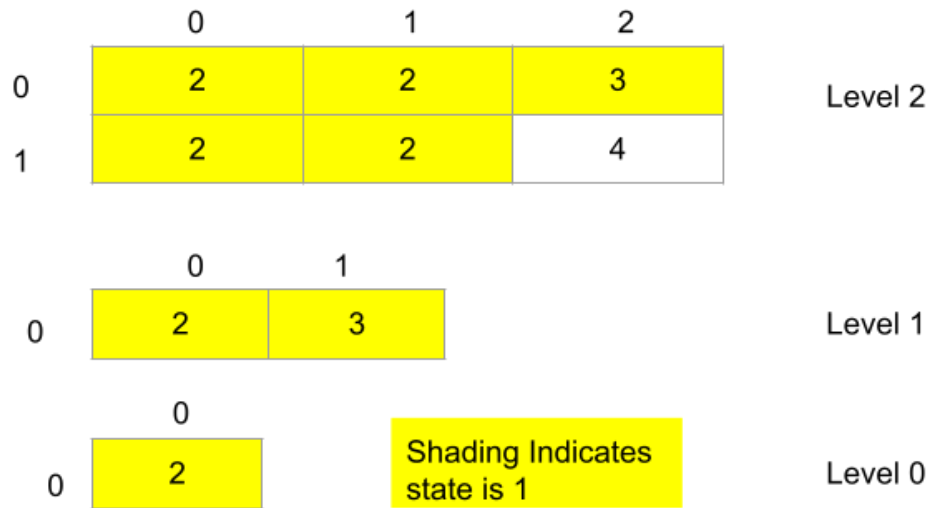 0 1 2
0 2 2 3 Level 2
1 2 2 4
0 1
0 2 3 Level 1
0
0 2 Level 0
Shading Indicates
state is 1